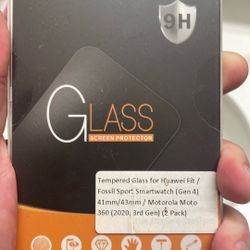 9H
GLASS
SCREEN PROTECTOR
Tempered Glass for Huawei Fit /
Fossil Sport Smartwatch (Gen 4)
41mm/43mm / Motorola Moto
360 (2020, 3rd Gen) (2 Pack)